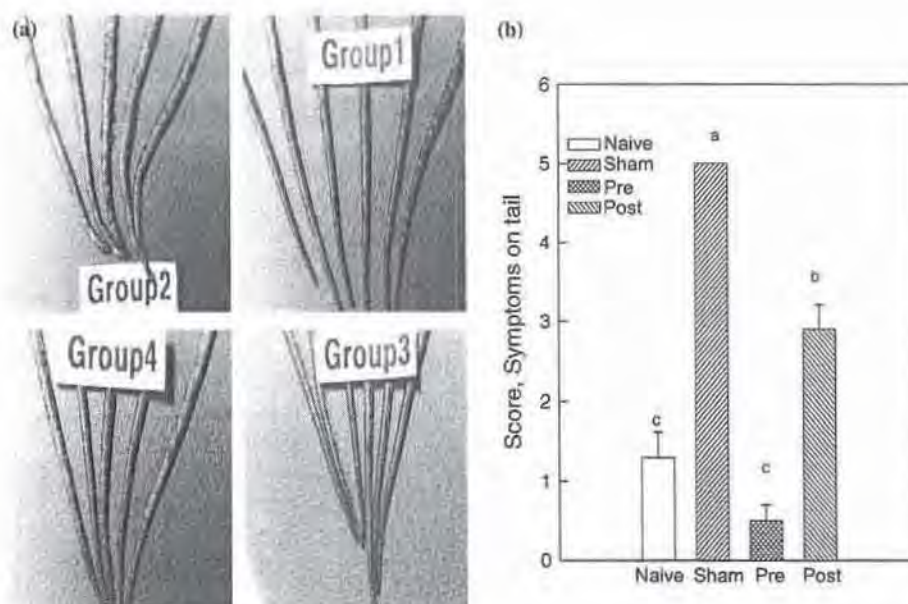 (a)
Group2
Group1
Group4
Group3
(b)
Score, Symptoms on tail
6
5
4
3
2
1
0
Naive
Sham
Pre
Post
c
a
c
b
Naive Sham Pre Post